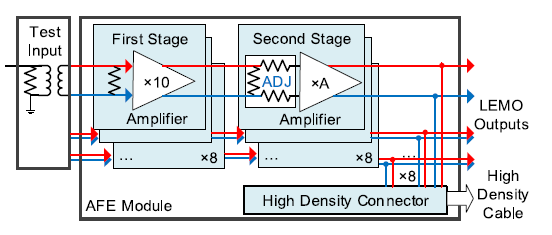 Test
Input
First Stage
×10
Amplifier
... ×8
Second Stage
ADJ
×A
Amplifier
... ×8
...
×8
LEMO
Outputs
High Density Connector
High
Density
Cable
AFE Module